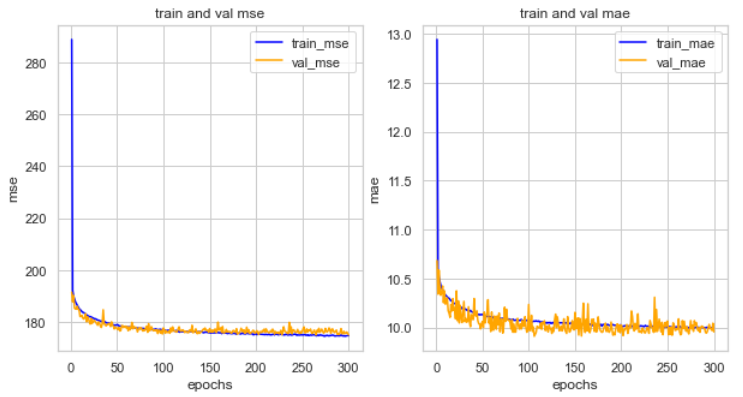 train and val mse
train_mse
val_mse
280
260
240
220
200
180
mse
0 50 100 150 200 250 300
epochs
train and val mae
train_mae
val_mae
13.0
12.5
12.0
11.5
11.0
10.5
10.0
mae
0 50 100 150 200 250 300
epochs